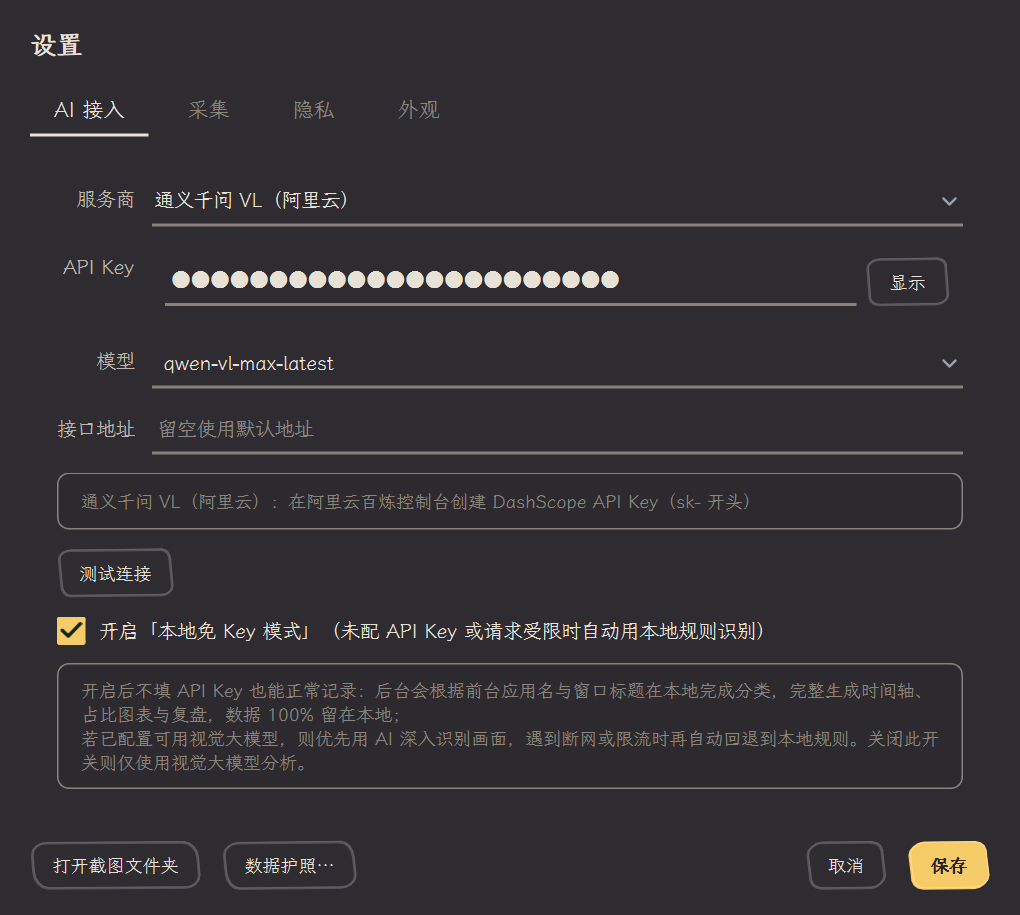 设置
AI 接入 采集 隐私 外观
服务商 通义千问 VL（阿里云）
API Key ●●●●●●●●●●●●●●●●●●●●●●● 显示
模型 qwen-vl-max-latest
接口地址 留空使用默认地址
通义千问 VL（阿里云）：在阿里云百炼控制台创建 DashScope API Key（sk- 开头）
测试连接
开启「本地免 Key 模式」（未配 API Key 或请求受限时自动用本地规则识别）
开启后不填 API Key 也能正常记录：后台会根据前台应用名与窗口标题在本地完成分类，完整生成时间轴、
占比图表与复盘，数据 100% 留在本地；
若已配置可用视觉大模型，则优先用 AI 深入识别画面，遇到断网或限流时再自动回退到本地规则。关闭此开
关则仅使用视觉大模型分析。
打开截图文件夹 数据护照… 取消 保存